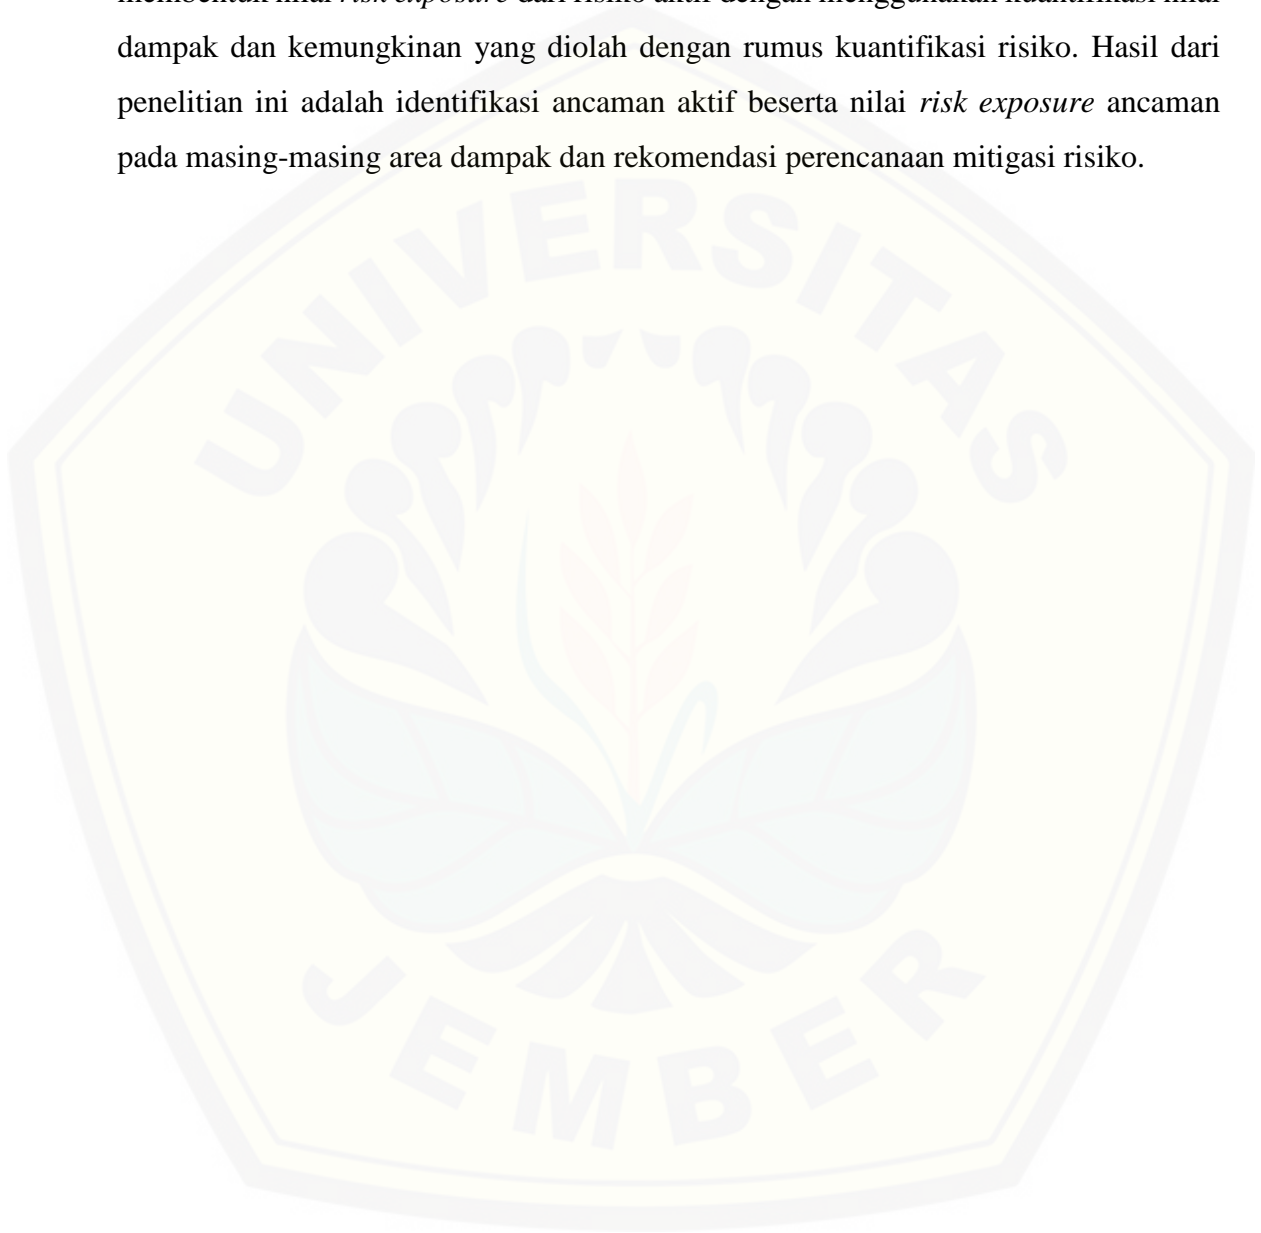 membentuk nilai risk exposure dari risiko aktif dengan menggunakan kuantifikasi nilai
dampak dan kemungkinan yang diolah dengan rumus kuantifikasi risiko. Hasil dari
penelitian ini adalah identifikasi ancaman aktif beserta nilai risk exposure ancaman
pada masing-masing area dampak dan rekomendasi perencanaan mitigasi risiko.
UNIVERSITAS
JEMBER